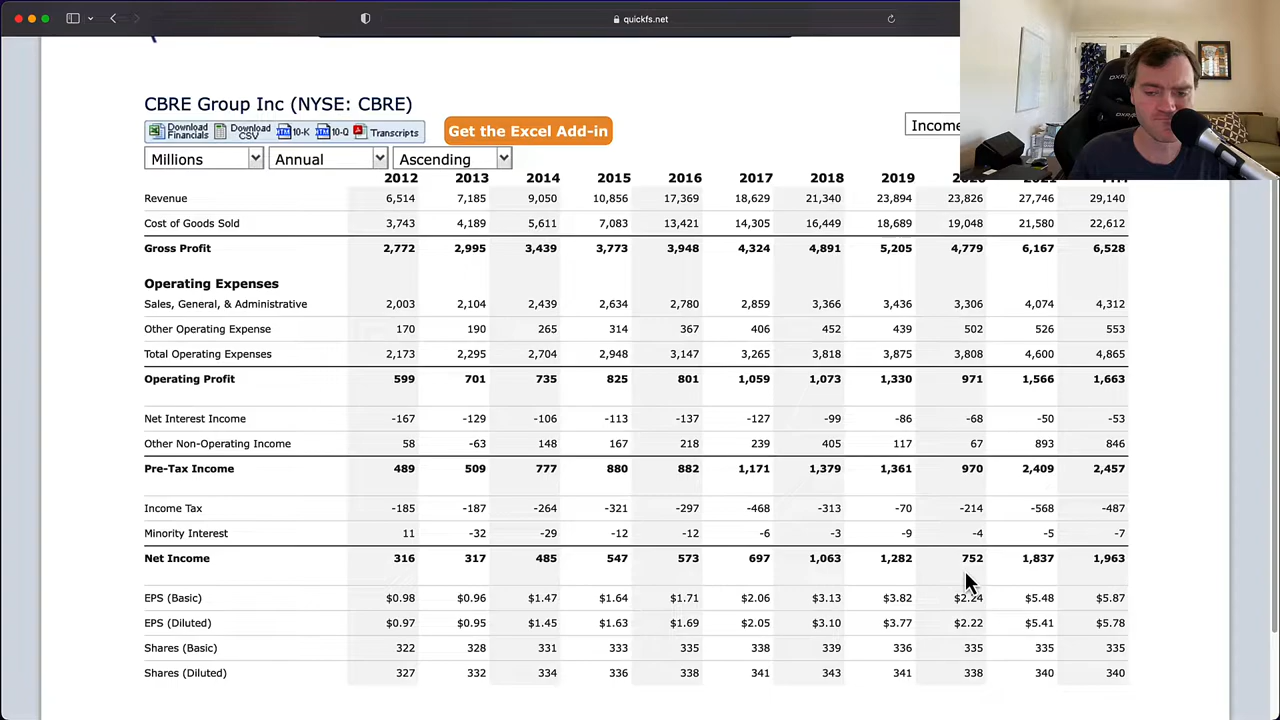 quickfs.net
CBRE Group Inc (NYSE: CBRE)
Download Financials Download CSV 10-K 10-Q Transcripts
Get the Excel Add-in
Income
Millions Annual Ascending
2012 2013 2014 2015 2016 2017 2018 2019 2020 2021
Revenue 6,514 7,185 9,050 10,856 17,369 18,629 21,340 23,894 23,826 27,746 29,140
Cost of Goods Sold 3,743 4,189 5,611 7,083 13,421 14,305 16,449 18,689 19,048 21,580 22,612
Gross Profit 2,772 2,995 3,439 3,773 3,948 4,324 4,891 5,205 4,779 6,167 6,528
Operating Expenses
Sales, General, & Administrative 2,003 2,104 2,439 2,634 2,780 2,859 3,366 3,436 3,306 4,074 4,312
Other Operating Expense 170 190 265 314 367 406 452 439 502 526 553
Total Operating Expenses 2,173 2,295 2,704 2,948 3,147 3,265 3,818 3,875 3,808 4,600 4,865
Operating Profit 599 701 735 825 801 1,059 1,073 1,330 971 1,566 1,663
Net Interest Income -167 -129 -106 -113 -137 -127 -99 -86 -68 -50 -53
Other Non-Operating Income 58 -63 148 167 218 239 405 117 67 893 846
Pre-Tax Income 489 509 777 880 882 1,171 1,379 1,361 970 2,409 2,457
Income Tax -185 -187 -264 -321 -297 -468 -313 -70 -214 -568 -487
Minority Interest 11 -32 -29 -12 -12 -6 -3 -9 -4 -5 -7
Net Income 316 317 485 547 573 697 1,063 1,282 752 1,837 1,963
EPS (Basic) $0.98 $0.96 $1.47 $1.64 $1.71 $2.06 $3.13 $3.82 $2.24 $5.48 $5.87
EPS (Diluted) $0.97 $0.95 $1.45 $1.63 $1.69 $2.05 $3.10 $3.77 $2.22 $5.41 $5.78
Shares (Basic) 322 328 331 333 335 338 339 336 335 335 335
Shares (Diluted) 327 332 334 336 338 341 343 341 338 340 340